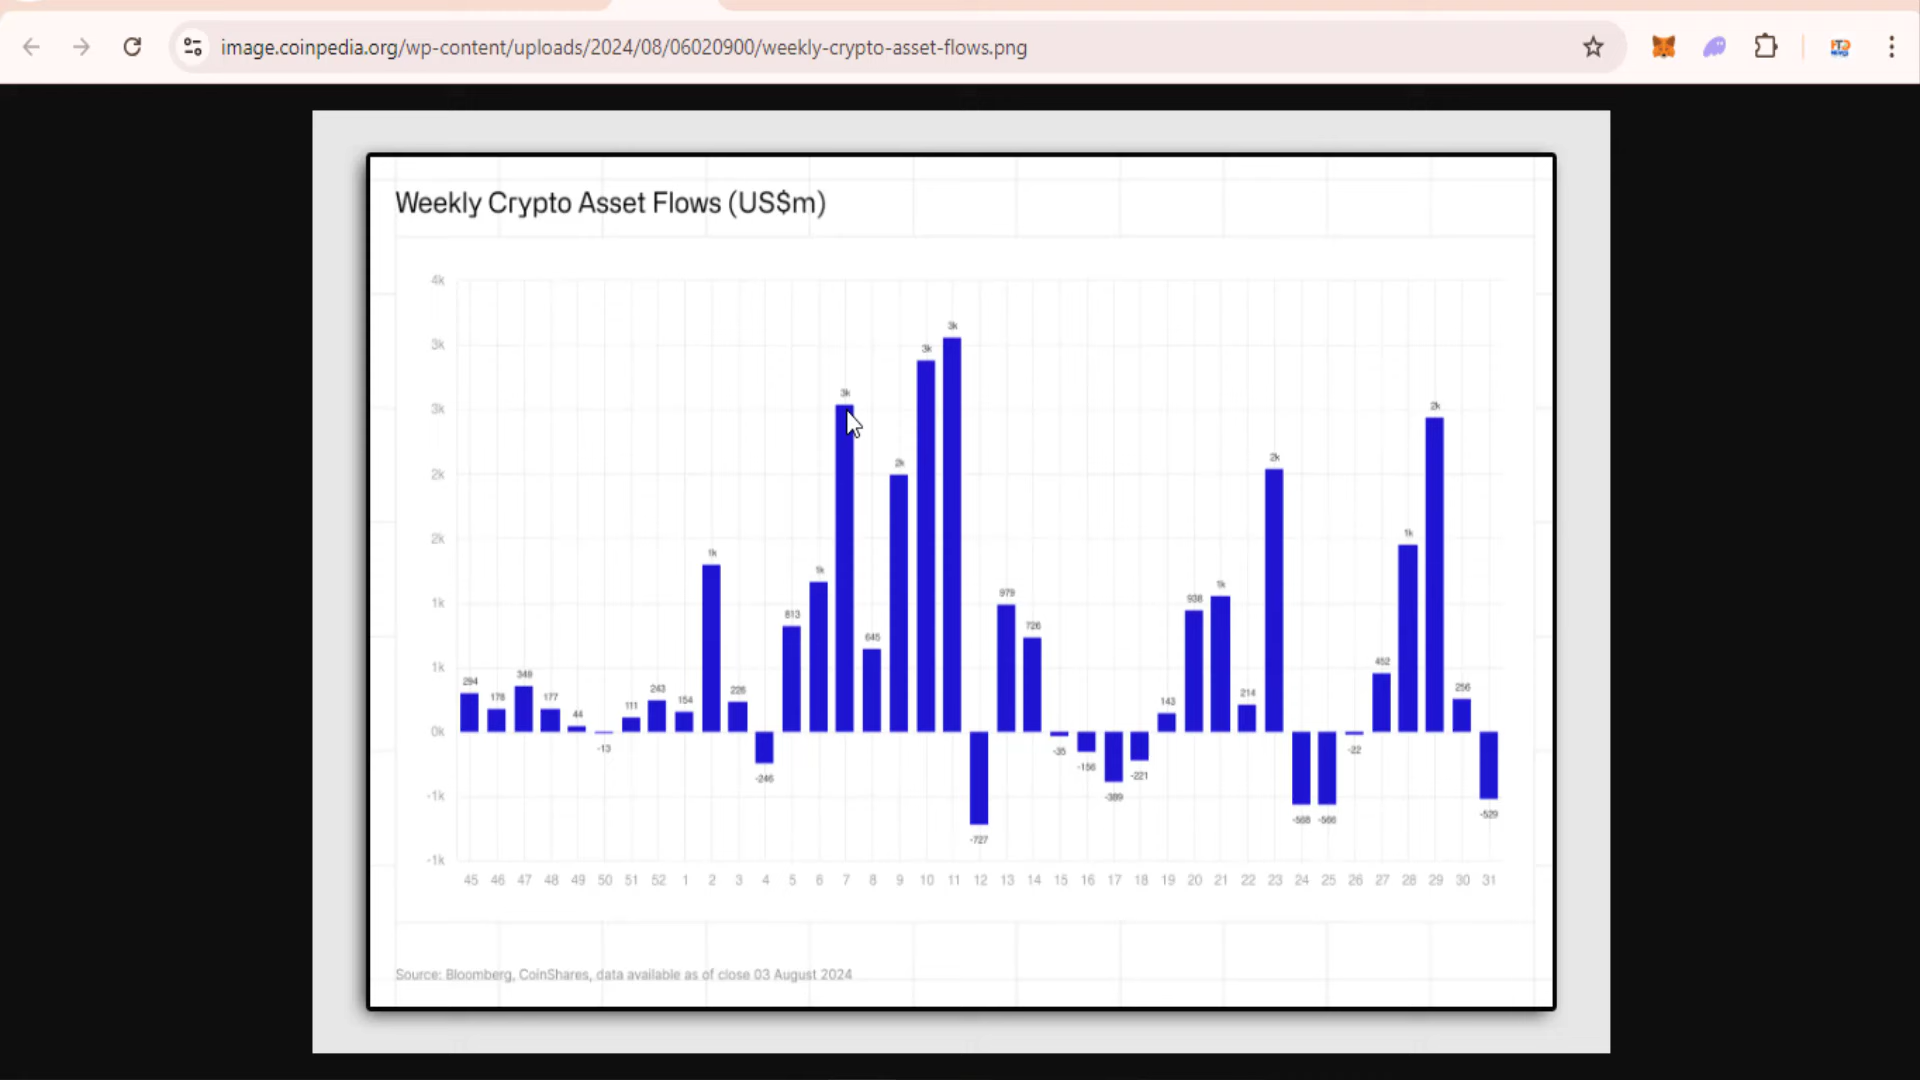 image.coinpedia.org/wp-content/uploads/2024/08/06020900/weekly-crypto-asset-flows.png
Weekly Crypto Asset Flows (US$m)
4k
3k
3k
2k
2k
1k
1k
0k
-1k
-1k
294 178 349 177 44 -13 111 243 154 1k 226 -246 813 1k 3k 645 2k 3k 3k -727 979 726 -35 -156 -389 -221 143 938 1k 214 2k -568 -566 -22 452 1k 2k 256 -529
45 46 47 48 49 50 51 52 1 2 3 4 5 6 7 8 9 10 11 12 13 14 15 16 17 18 19 20 21 22 23 24 25 26 27 28 29 30 31
Source: Bloomberg, CoinShares, data available as of close 03 August 2024